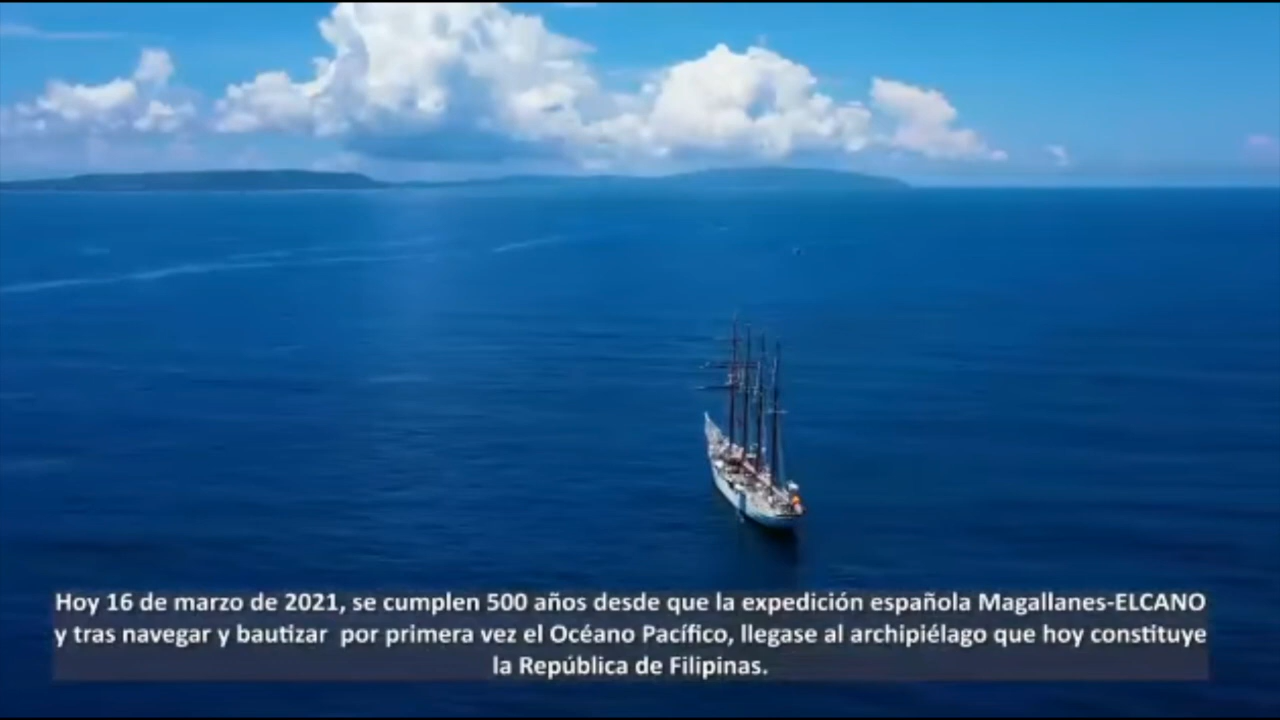 Hoy 16 de marzo de 2021, se cumplen 500 años desde que la expedición española Magallanes-ELCANO
y tras navegar y bautizar por primera vez el Océano Pacífico, llegase al archipiélago que hoy constituye
la República de Filipinas.